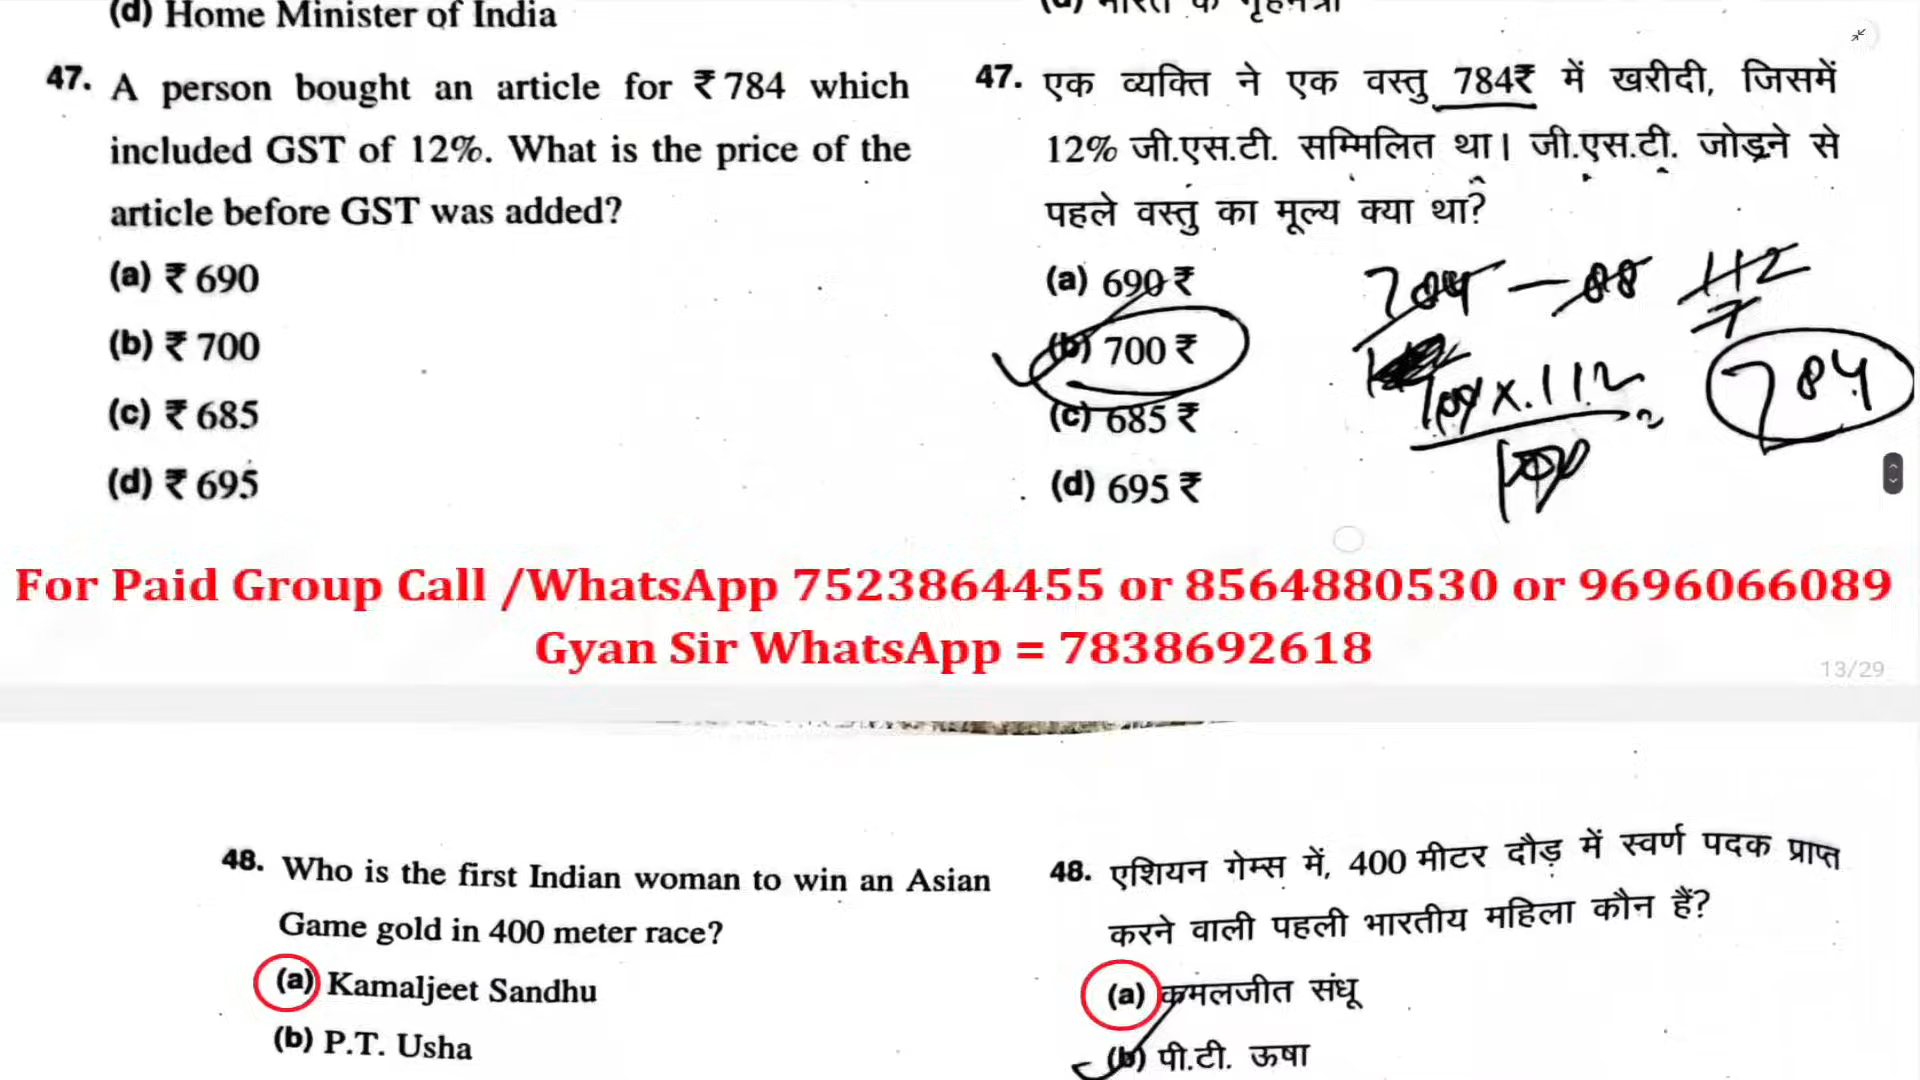 (d) Home Minister of India
47. A person bought an article for ₹ 784 which
included GST of 12%. What is the price of the
article before GST was added?
(a) ₹ 690
(b) ₹ 700
(c) ₹ 685
(d) ₹ 695
47. एक व्यक्ति ने एक वस्तु 784₹ में खरीदी, जिसमें
12% जी.एस.टी. सम्मिलित था। जी.एस.टी. जोड़ने से
पहले वस्तु का मूल्य क्या था?
(a) 690 ₹
(b) 700 ₹
(c) 685 ₹
(d) 695 ₹
112
7
784
For Paid Group Call /WhatsApp 7523864455 or 8564880530 or 9696066089
Gyan Sir WhatsApp = 7838692618
13/29
48. Who is the first Indian woman to win an Asian
Game gold in 400 meter race?
(a) Kamaljeet Sandhu
(b) P.T. Usha
48. एशियन गेम्स में, 400 मीटर दौड़ में स्वर्ण पदक प्राप्त
करने वाली पहली भारतीय महिला कौन हैं?
(a) कमलजीत संधू
(b) पी.टी. ऊषा